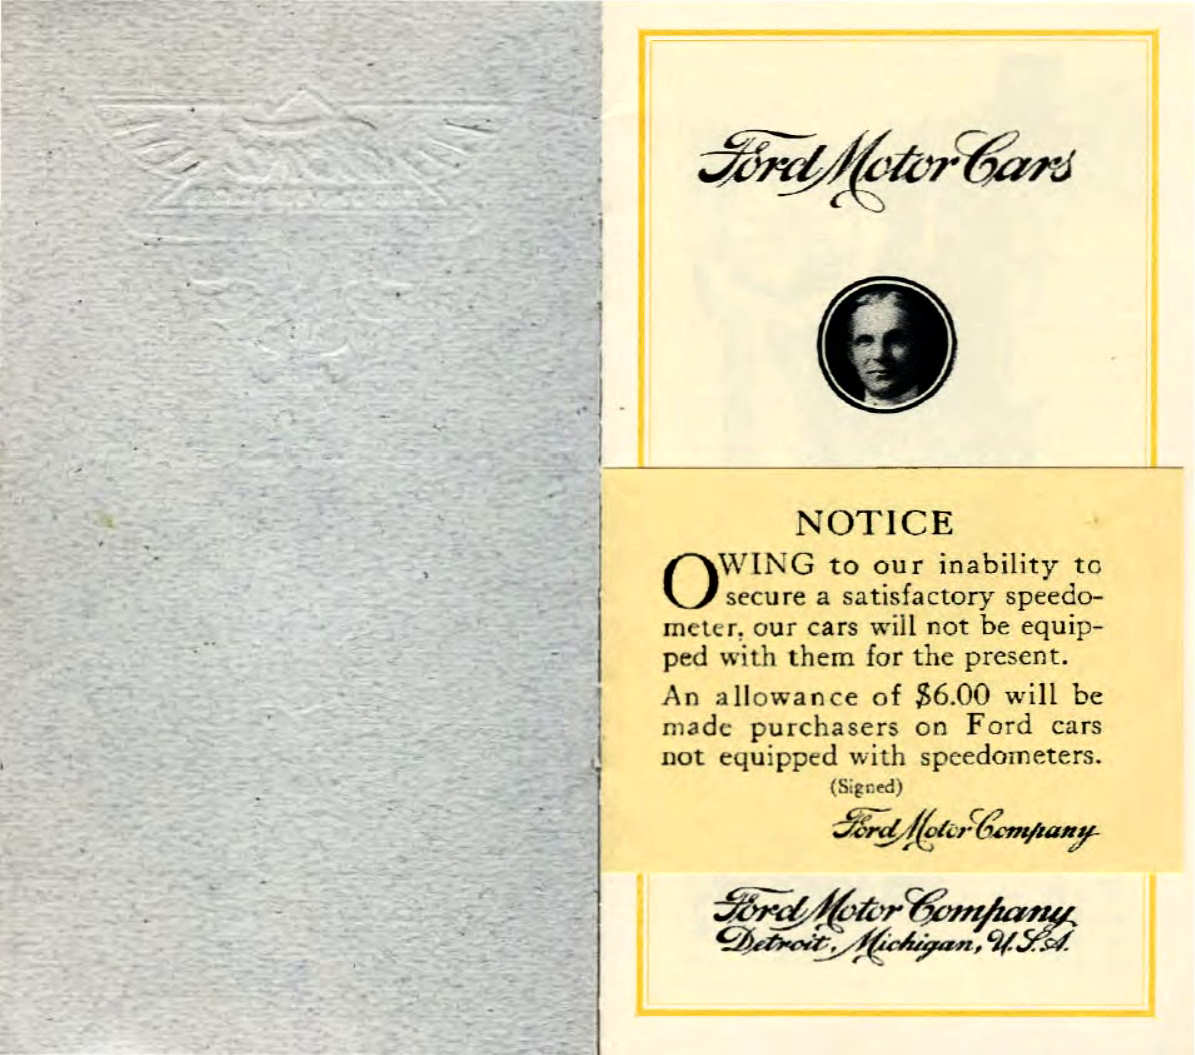 Ford Motor Cars
NOTICE
OWING to our inability to
secure a satisfactory speedo-
meter, our cars will not be equip-
ped with them for the present.
An allowance of $6.00 will be
made purchasers on Ford cars
not equipped with speedometers.
(Signed)
Ford Motor Company
Ford Motor Company
Detroit, Michigan, U.S.A.